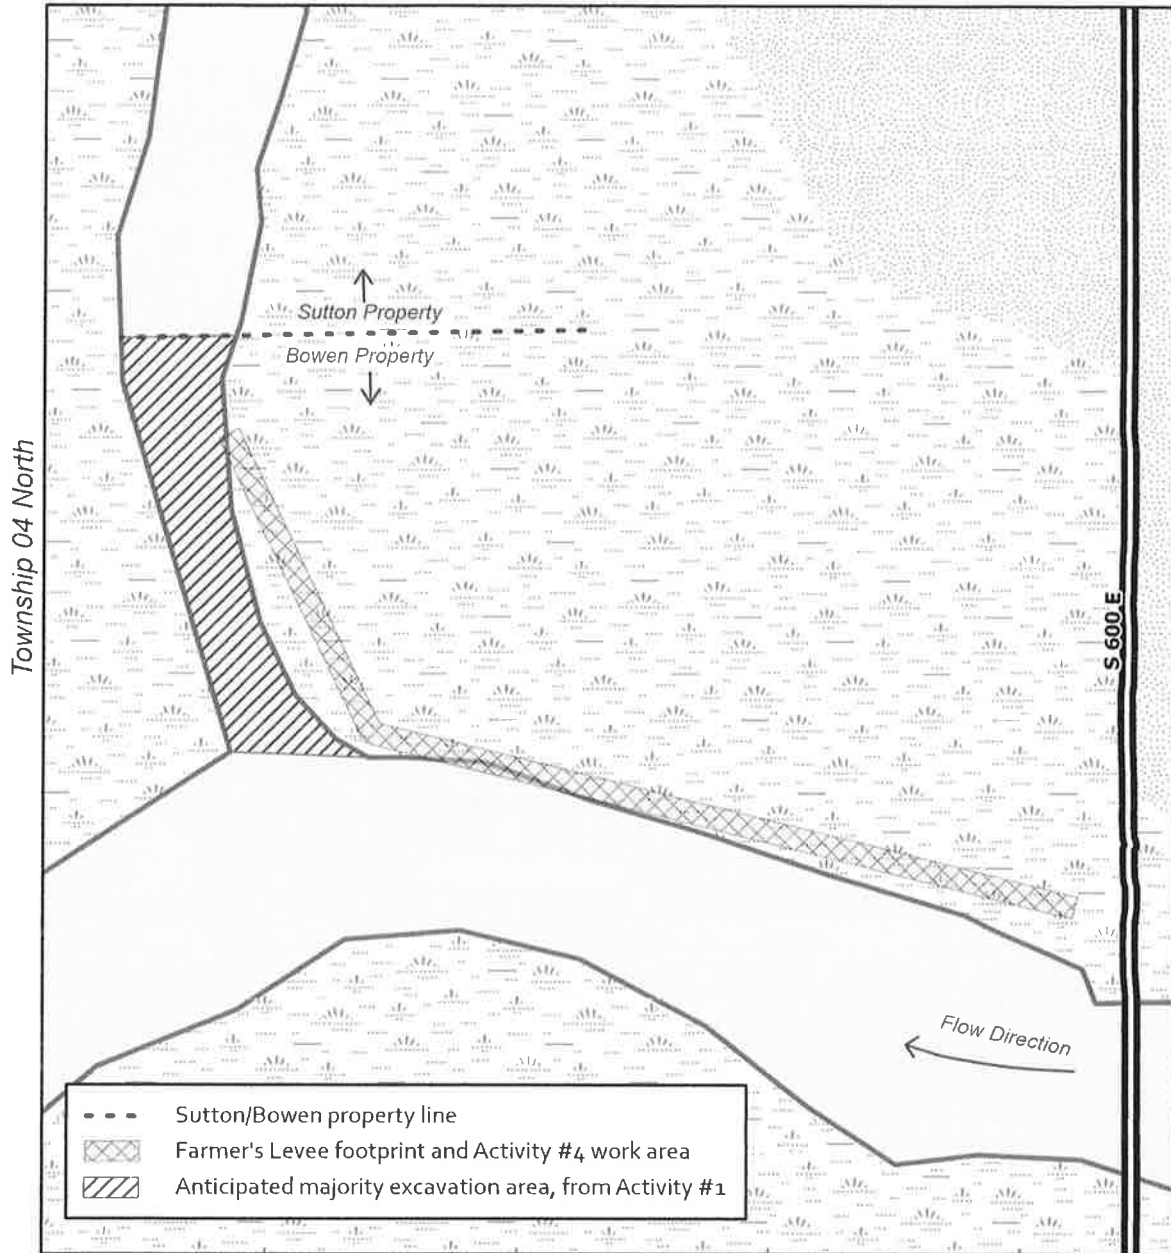 Sutton Property
Bowen Property
Township 04 North
S 600 E
Flow Direction
Sutton/Bowen property line
Farmer's Levee footprint and Activity #4 work area
Anticipated majority excavation area, from Activity #1